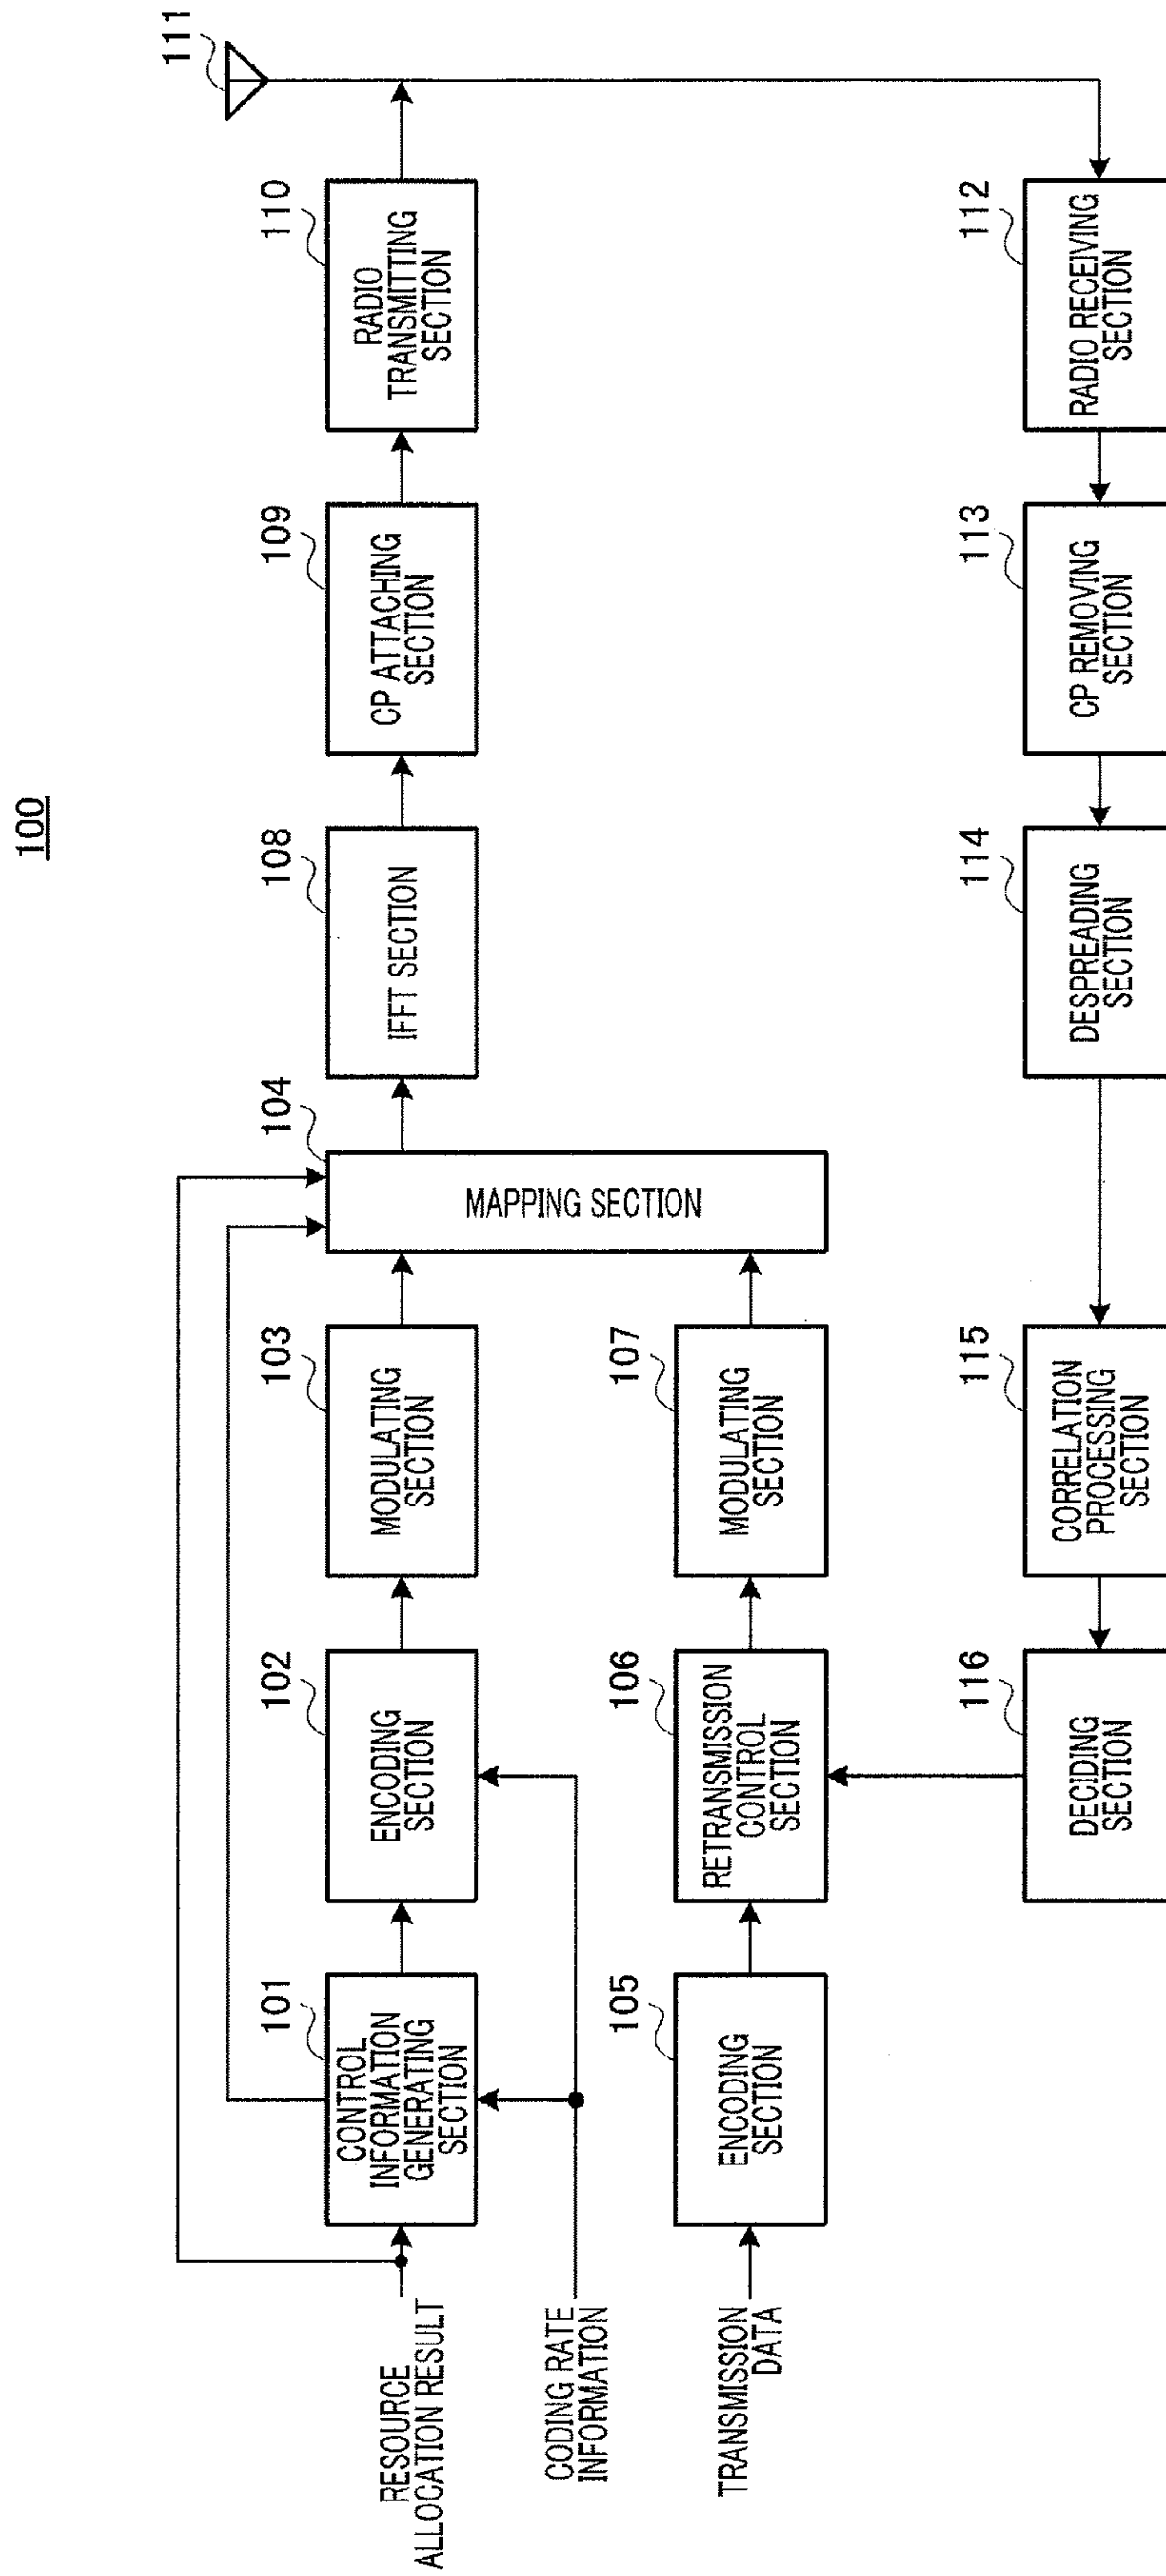 100
111
RESOURCE
ALLOCATION RESULT
CODING RATE
INFORMATION
TRANSMISSION
DATA
101
CONTROL
INFORMATION
GENERATING
SECTION
102
ENCODING
SECTION
103
MODULATING
SECTION
104
MAPPING SECTION
108
IFFT SECTION
109
CP ATTACHING
SECTION
110
RADIO
TRANSMITTING
SECTION
105
ENCODING
SECTION
106
RETRANSMISSION
CONTROL
SECTION
107
MODULATING
SECTION
116
DECIDING
SECTION
115
CORRELATION
PROCESSING
SECTION
114
DESPREADING
SECTION
113
CP REMOVING
SECTION
112
RADIO RECEIVING
SECTION